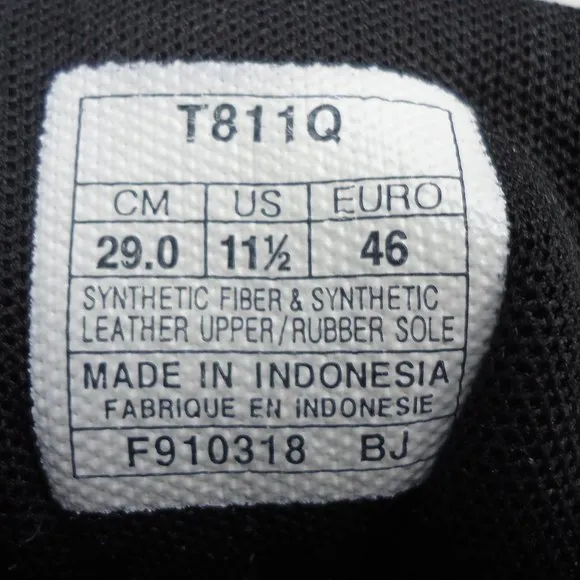 T811Q
CM US EURO
29.0 11½ 46
SYNTHETIC FIBER & SYNTHETIC
LEATHER UPPER/RUBBER SOLE
MADE IN INDONESIA
FABRIQUE EN INDONESIE
F910318 BJ